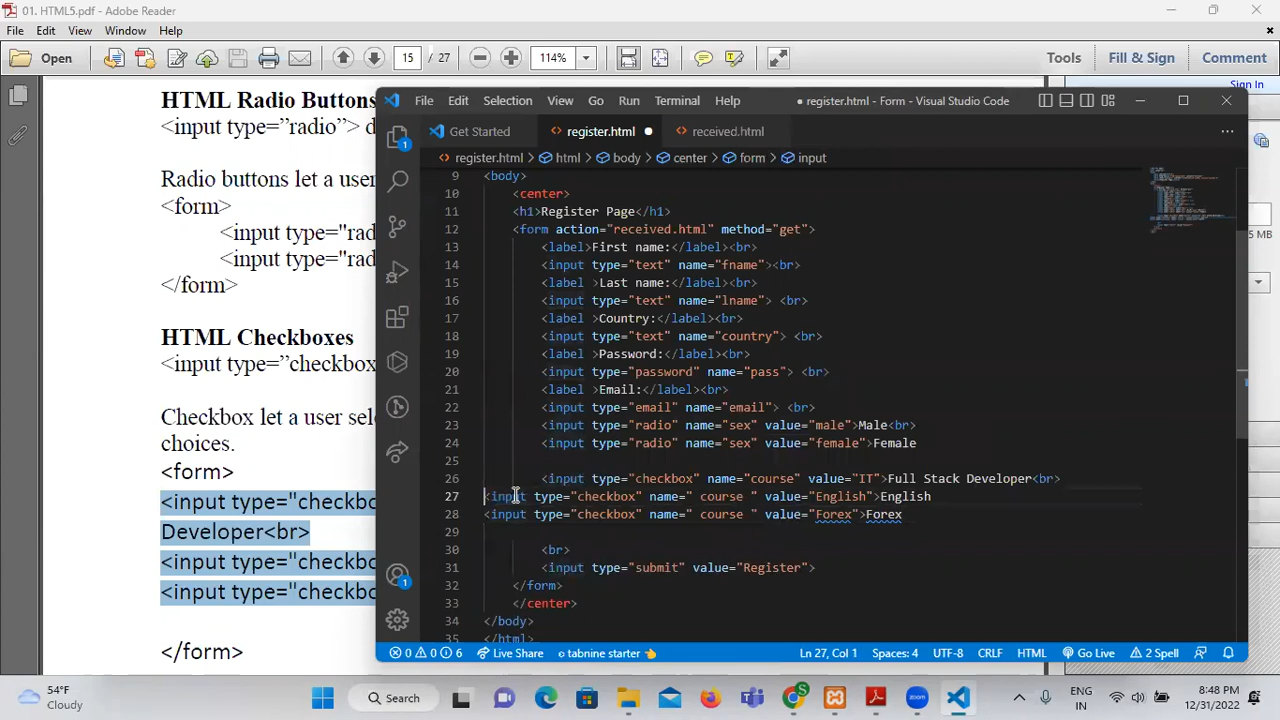 01. HTML5.pdf - Adobe Reader
File Edit View Window Help
Open 15 / 27 114% Tools Fill & Sign Comment
Sign In
HTML Radio Buttons
<input type=”radio”> d
Radio buttons let a user
<form>
<input type="rad
<input type="rad
</form>
HTML Checkboxes
<input type=”checkbox
Checkbox let a user sele
choices.
<form>
<input type="checkbo
Developer<br>
<input type="checkbo
<input type="checkbo
</form>
5 MB
File Edit Selection View Go Run Terminal Help ● register.html - Form - Visual Studio Code
Get Started <> register.html ● <> received.html
<> register.html > html > body > center > form > input
9 <body>
10 <center>
11 <h1>Register Page</h1>
12 <form action="received.html" method="get">
13 <label>First name:</label><br>
14 <input type="text" name="fname"><br>
15 <label >Last name:</label><br>
16 <input type="text" name="lname"> <br>
17 <label >Country:</label><br>
18 <input type="text" name="country"> <br>
19 <label >Password:</label><br>
20 <input type="password" name="pass"> <br>
21 <label >Email:</label><br>
22 <input type="email" name="email"> <br>
23 <input type="radio" name="sex" value="male">Male<br>
24 <input type="radio" name="sex" value="female">Female
25
26 <input type="checkbox" name="course" value="IT">Full Stack Developer<br>
27 <input type="checkbox" name=" course " value="English">English
28 <input type="checkbox" name=" course " value="Forex">Forex
29
30 <br>
31 <input type="submit" value="Register">
32 </form>
33 </center>
34 </body>
35 </html>
1
1
0 0 6 Live Share tabnine starter Ln 27, Col 1 Spaces: 4 UTF-8 CRLF HTML Go Live 2 Spell
54°F
Cloudy
Search
zoom
ENG
IN
8:48 PM
12/31/2022